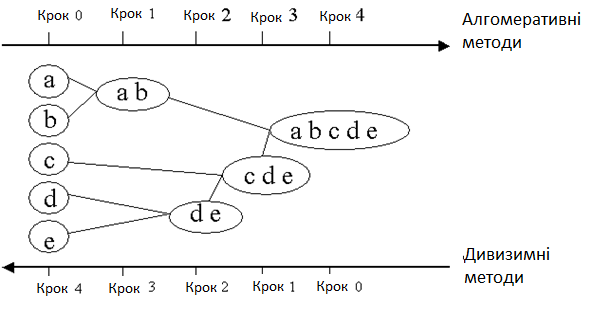 Крок 0 Крок 1 Крок 2 Крок 3 Крок 4
Алгомеративні
методи
a
a b
b
a b c d e
c
c d e
d
d e
e
Дивизимні
методи
Крок 4 Крок 3 Крок 2 Крок 1 Крок 0